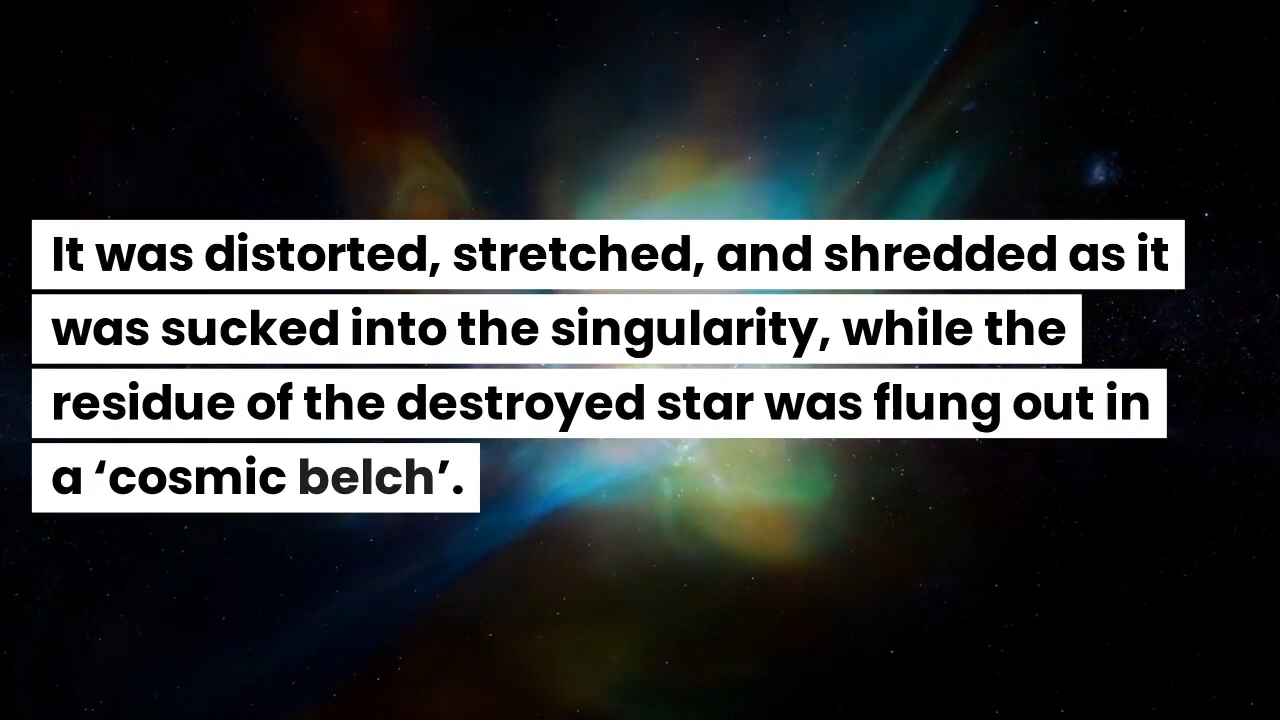 It was distorted, stretched, and shredded as it
was sucked into the singularity, while the
residue of the destroyed star was flung out in
a ‘cosmic belch’.